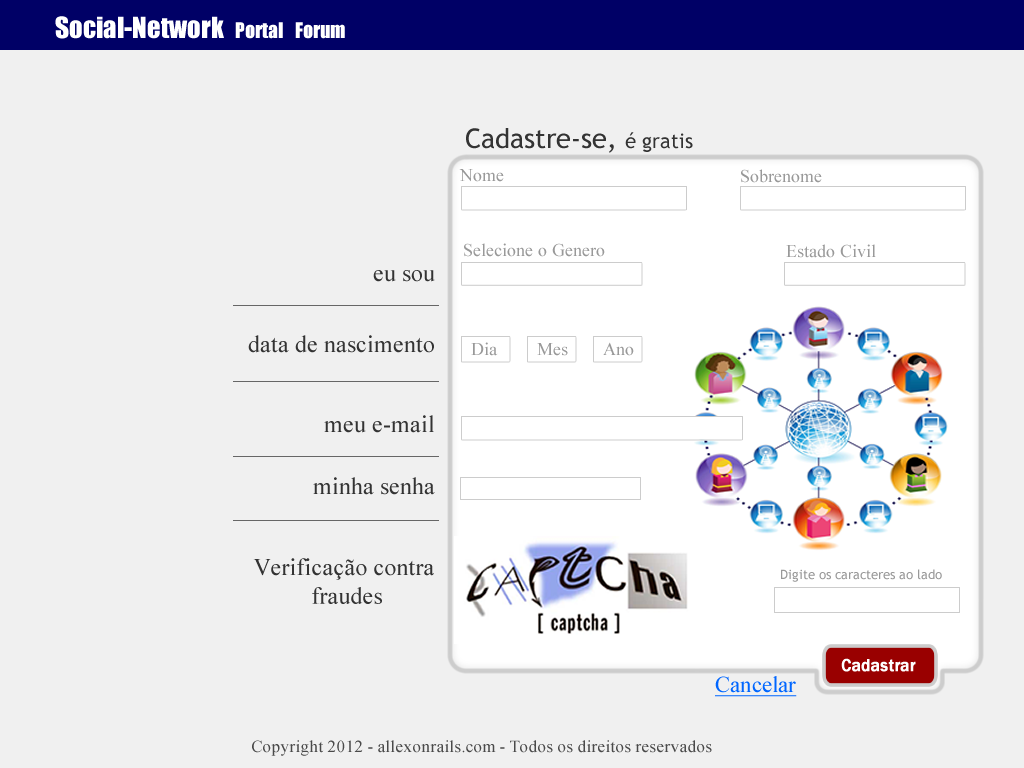 Social-Network Portal Forum
Cadastre-se, é gratis
Nome Sobrenome
Selecione o Genero Estado Civil
eu sou
data de nascimento Dia Mes Ano
meu e-mail
minha senha
Verificação contra
fraudes
CAPtCha
[ captcha ]
Digite os caracteres ao lado
Cadastrar
Cancelar
Copyright 2012 - allexonrails.com - Todos os direitos reservados